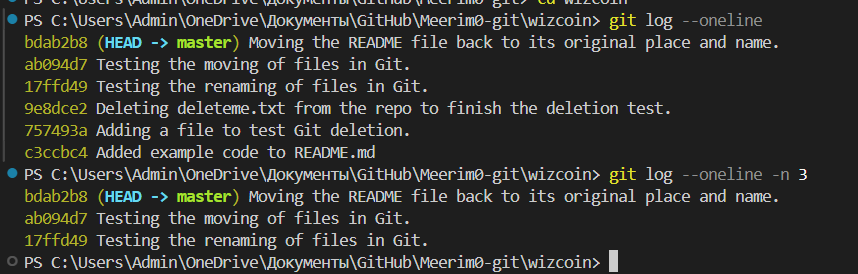 PS C:\Users\Admin\OneDrive\Документы\GitHub\Meerim0-git> cd wizcoin
PS C:\Users\Admin\OneDrive\Документы\GitHub\Meerim0-git\wizcoin> git log --oneline
bdab2b8 (HEAD -> master) Moving the README file back to its original place and name.
ab094d7 Testing the moving of files in Git.
17ffd49 Testing the renaming of files in Git.
9e8dce2 Deleting deleteme.txt from the repo to finish the deletion test.
757493a Adding a file to test Git deletion.
c3ccbc4 Added example code to README.md
PS C:\Users\Admin\OneDrive\Документы\GitHub\Meerim0-git\wizcoin> git log --oneline -n 3
bdab2b8 (HEAD -> master) Moving the README file back to its original place and name.
ab094d7 Testing the moving of files in Git.
17ffd49 Testing the renaming of files in Git.
PS C:\Users\Admin\OneDrive\Документы\GitHub\Meerim0-git\wizcoin>